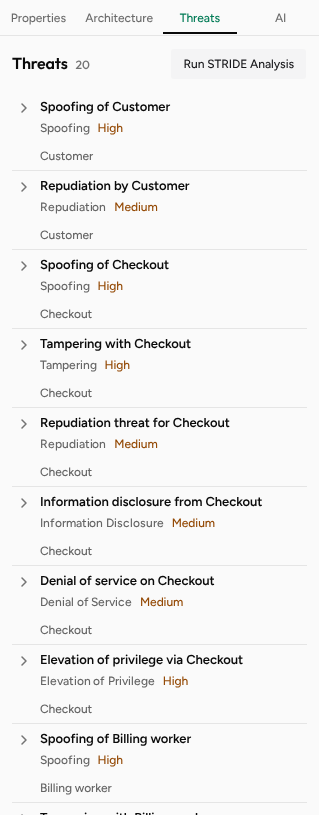 Properties Architecture Threats AI
Threats 20 Run STRIDE Analysis
Spoofing of Customer
Spoofing High
Customer
Repudiation by Customer
Repudiation Medium
Customer
Spoofing of Checkout
Spoofing High
Checkout
Tampering with Checkout
Tampering High
Checkout
Repudiation threat for Checkout
Repudiation Medium
Checkout
Information disclosure from Checkout
Information Disclosure Medium
Checkout
Denial of service on Checkout
Denial of Service Medium
Checkout
Elevation of privilege via Checkout
Elevation of Privilege High
Checkout
Spoofing of Billing worker
Spoofing High
Billing worker